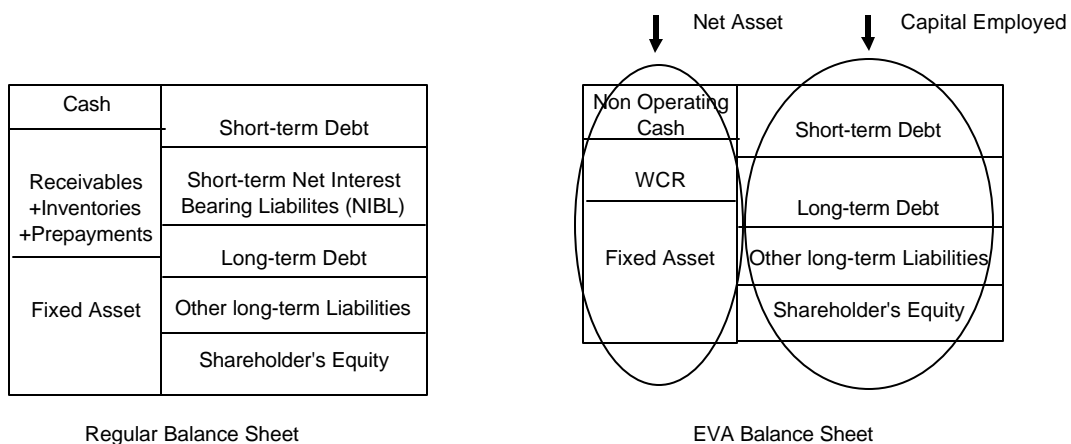 Net Asset
Capital Employed
Cash
Short-term Debt
Receivables
+Inventories
+Prepayments
Short-term Net Interest
Bearing Liabilites (NIBL)
Long-term Debt
Fixed Asset
Other long-term Liabilities
Shareholder's Equity
Regular Balance Sheet
Non Operating
Cash
Short-term Debt
WCR
Long-term Debt
Fixed Asset
Other long-term Liabilities
Shareholder's Equity
EVA Balance Sheet